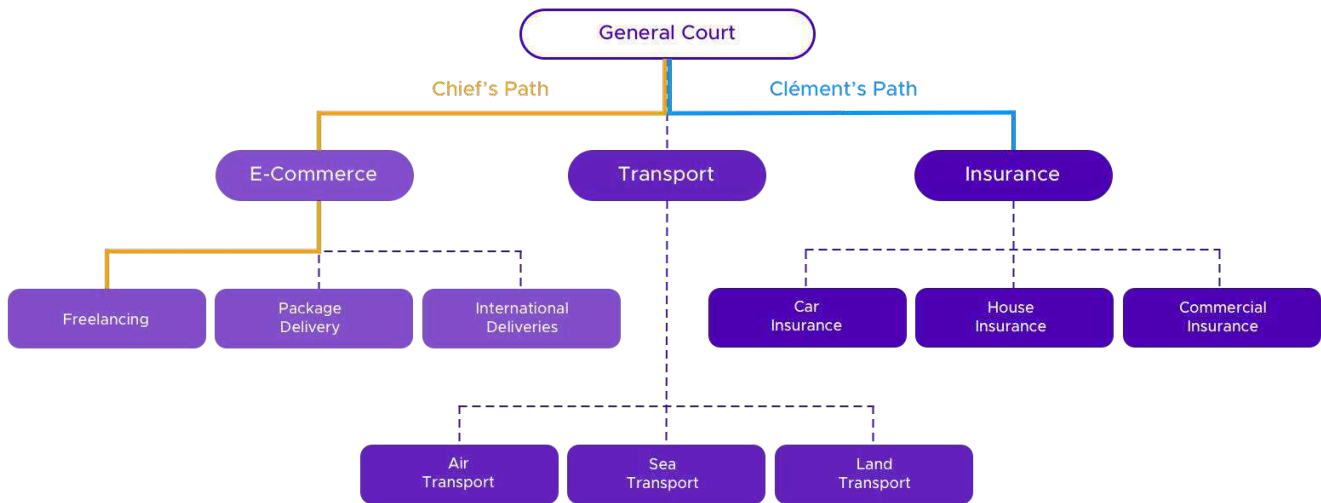 General Court
Chief's Path
Clément's Path
E-Commerce
Transport
Insurance
Freelancing
Package
Delivery
International
Deliveries
Car
Insurance
House
Insurance
Commercial
Insurance
Air
Transport
Sea
Transport
Land
Transport